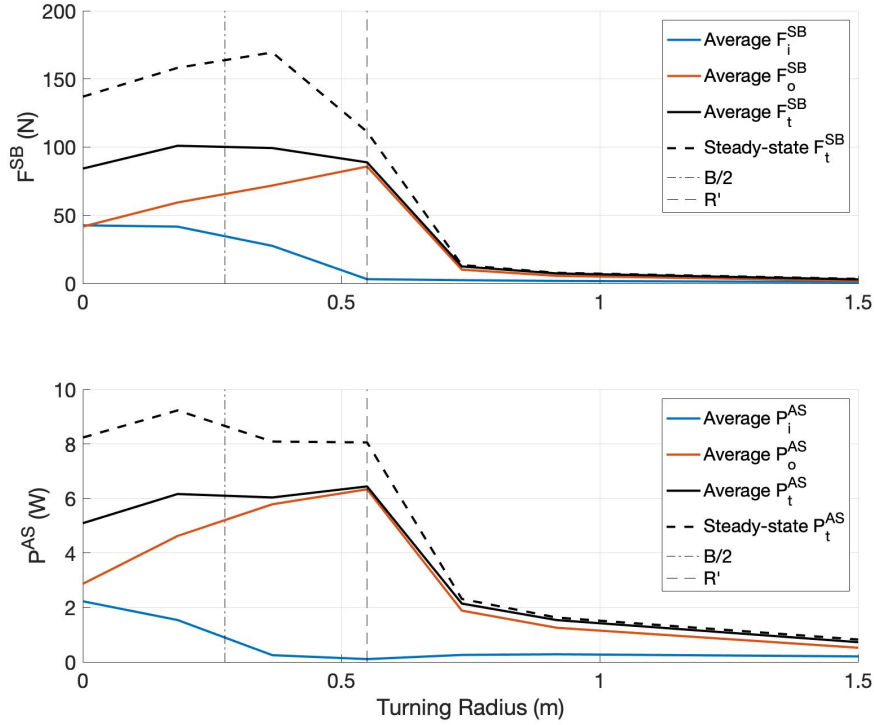 200
150
100
50
0
F^SB (N)
Average F_i^SB
Average F_o^SB
Average F_t^SB
Steady-state F_t^SB
B/2
R'
0 0.5 1 1.5
10
8
6
4
2
0
P^AS (W)
Average P_i^AS
Average P_o^AS
Average P_t^AS
Steady-state P_t^AS
B/2
R'
0 0.5 1 1.5
Turning Radius (m)